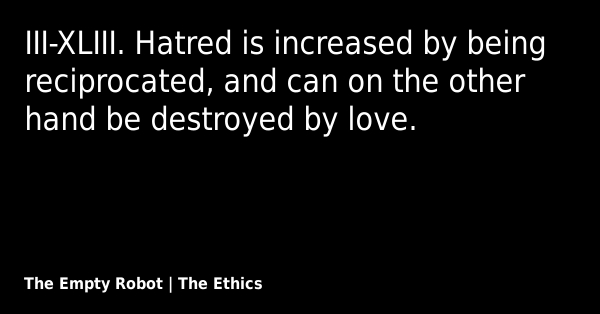 III-XLIII. Hatred is increased by being
reciprocated, and can on the other
hand be destroyed by love.
The Empty Robot | The Ethics